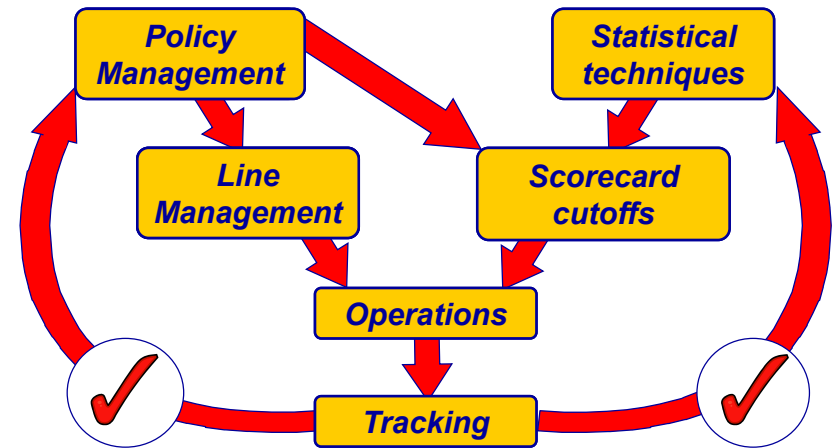 Policy
Management
Statistical
techniques
Line
Management
Scorecard
cutoffs
Operations
Tracking